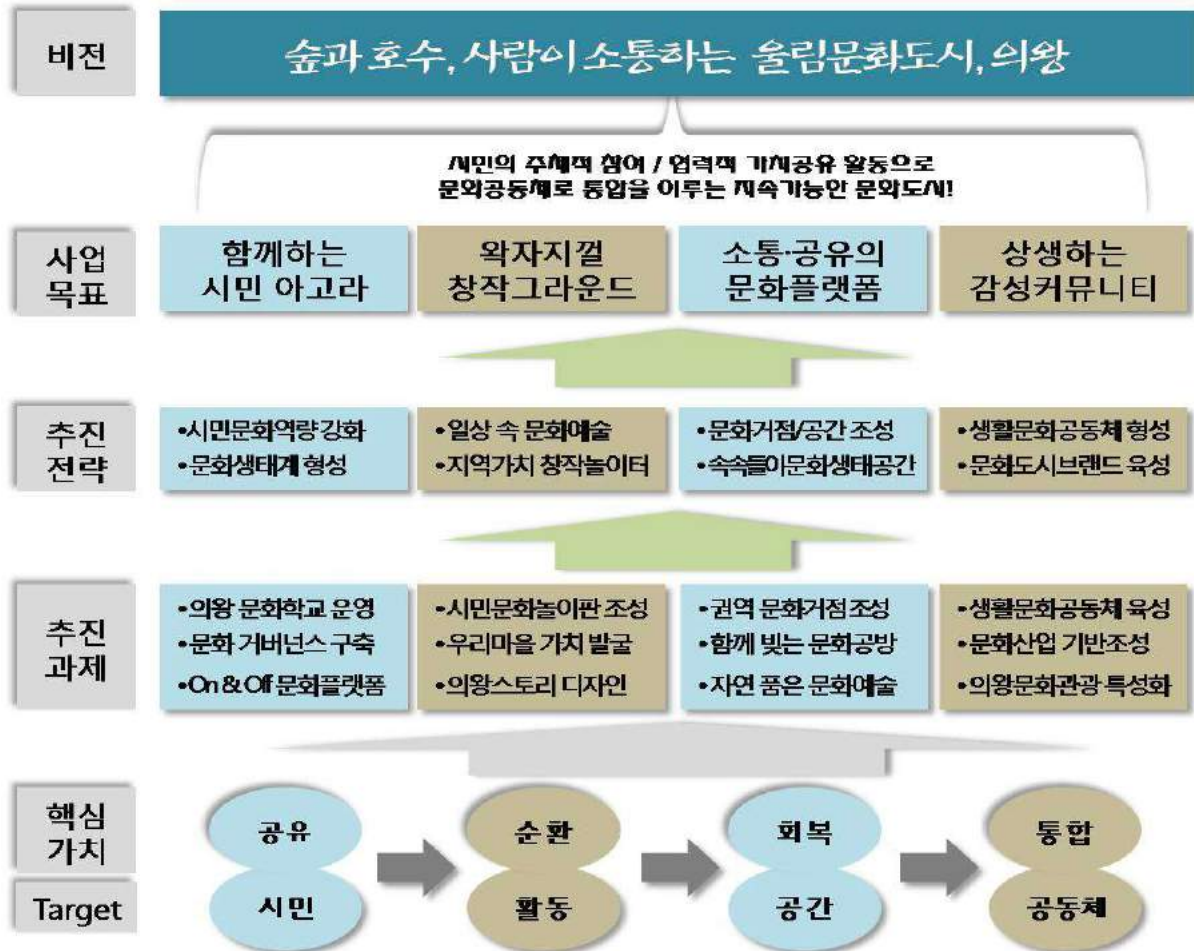 비전
숲과 호수, 사람이 소통하는 울림문화도시, 의왕
시민의 주체적 참여 / 협력적 가치공유 활동으로
문화공동체로 통합을 이루는 지속가능한 문화도시!
사업
목표
함께하는
시민 아고라
왁자지껄
창작그라운드
소통·공유의
문화플랫폼
상생하는
감성커뮤니티
추진
전략
•시민문화역량 강화
•문화생태계 형성
•일상 속 문화예술
•지역가치 창작놀이터
•문화거점/공간 조성
•속속들이문화생태공간
•생활문화공동체 형성
•문화도시브랜드 육성
추진
과제
•의왕 문화학교 운영
•문화 거버넌스 구축
•On & Off 문화플랫폼
•시민문화놀이판 조성
•우리마을 가치 발굴
•의왕스토리 디자인
•권역 문화거점조성
•함께 빚는 문화공방
•자연 품은 문화예술
•생활문화공동체 육성
•문화산업 기반조성
•의왕문화관광 특성화
핵심
가치
공유
순환
회복
통합
Target
시민
활동
공간
공동체